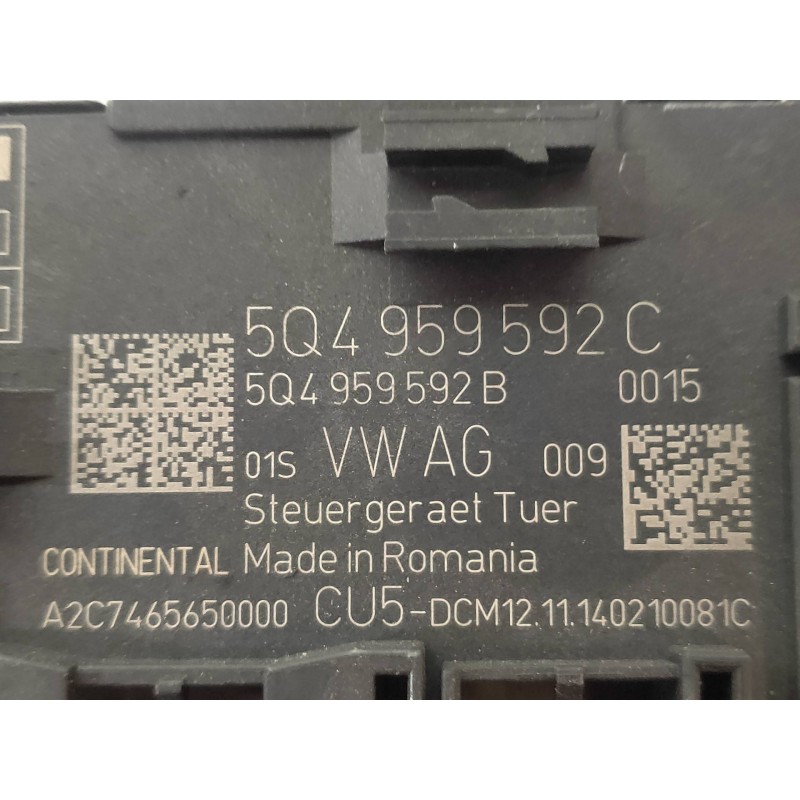 5Q4 959 592 C
5Q4 959 592 B 0015
01S VW AG 009
Steuergeraet Tuer
CONTINENTAL Made in Romania
A2C7465650000 CU5-DCM12.11.140210081C